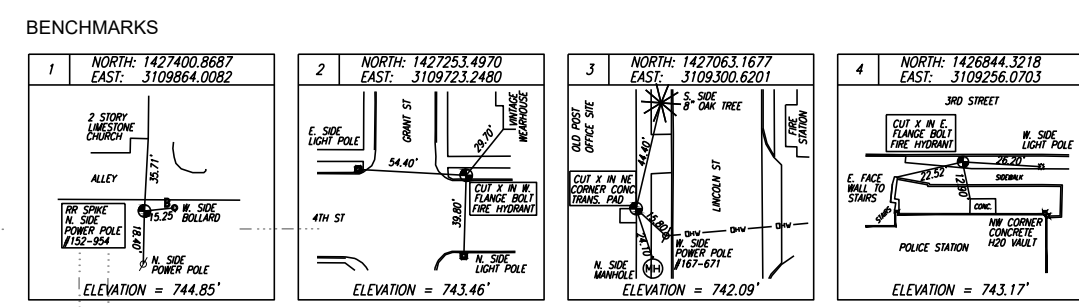 BENCHMARKS
1
NORTH: 1427400.8687
EAST: 3109864.0082
2 STORY
LIMESTONE
CHURCH
35.71'
ALLEY
RR SPIKE
N. SIDE
POWER POLE
#152-954
15.25
W. SIDE
BOLLARD
18.40'
N. SIDE
POWER POLE
ELEVATION = 744.85'
2
NORTH: 1427253.4970
EAST: 3109723.2480
GRANT ST
VINTAGE
WEARHOUSE
E. SIDE
LIGHT POLE
29.70'
54.40'
CUT X IN W.
FLANGE BOLT
FIRE HYDRANT
39.80'
4TH ST
N. SIDE
LIGHT POLE
ELEVATION = 743.46'
3
NORTH: 1427063.1677
EAST: 3109300.6201
OLD POST
OFFICE SITE
S. SIDE
8" OAK TREE
FIRE
STATION
44.40'
CUT X IN NE
CORNER CONC.
TRANS. PAD
LINCOLN ST
15.80'
OHW
OHW
OHW
24.10'
W. SIDE
POWER POLE
#167-671
N. SIDE
MANHOLE
MH
ELEVATION = 742.09'
4
NORTH: 1426844.3218
EAST: 3109256.0703
3RD STREET
CUT X IN E.
FLANGE BOLT
FIRE HYDRANT
W. SIDE
LIGHT POLE
26.20'
22.52'
SIDEWALK
E. FACE
WALL TO
STAIRS
12.90
STAIRS
CONC.
NW CORNER
CONCRETE
H20 VAULT
POLICE STATION
ELEVATION = 743.17'